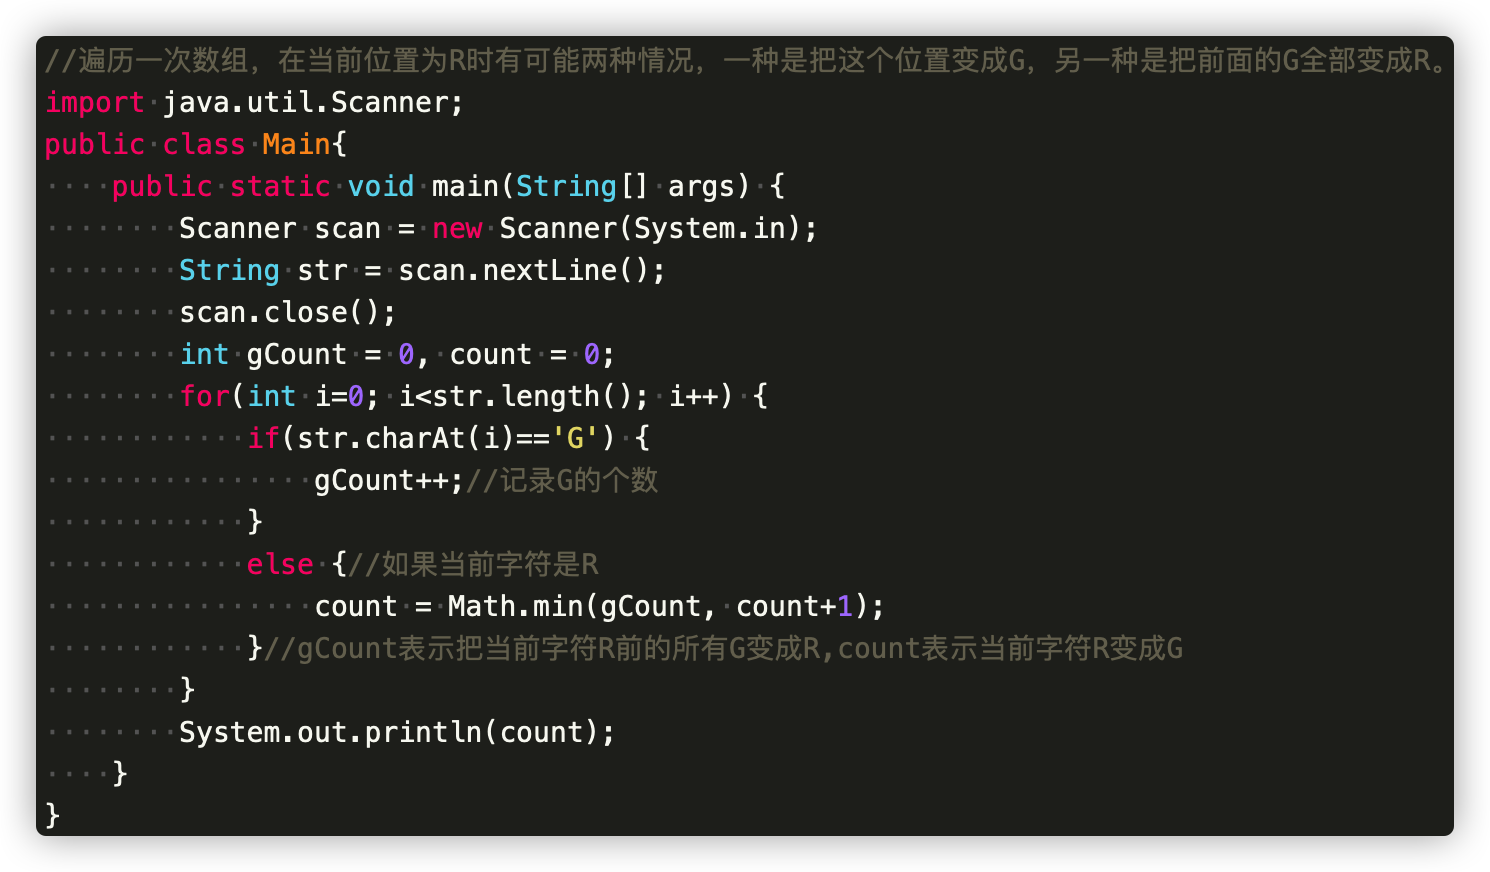 //遍历一次数组，在当前位置为R时有可能两种情况，一种是把这个位置变成G，另一种是把前面的G全部变成R。
import java.util.Scanner;
public class Main{
    public static void main(String[] args) {
        Scanner scan = new Scanner(System.in);
        String str = scan.nextLine();
        scan.close();
        int gCount = 0, count = 0;
        for(int i=0; i<str.length(); i++) {
            if(str.charAt(i)=='G') {
                gCount++;//记录G的个数
            }
            else {//如果当前字符是R
                count = Math.min(gCount, count+1);
            }//gCount表示把当前字符R前的所有G变成R,count表示当前字符R变成G
        }
        System.out.println(count);
    }
}